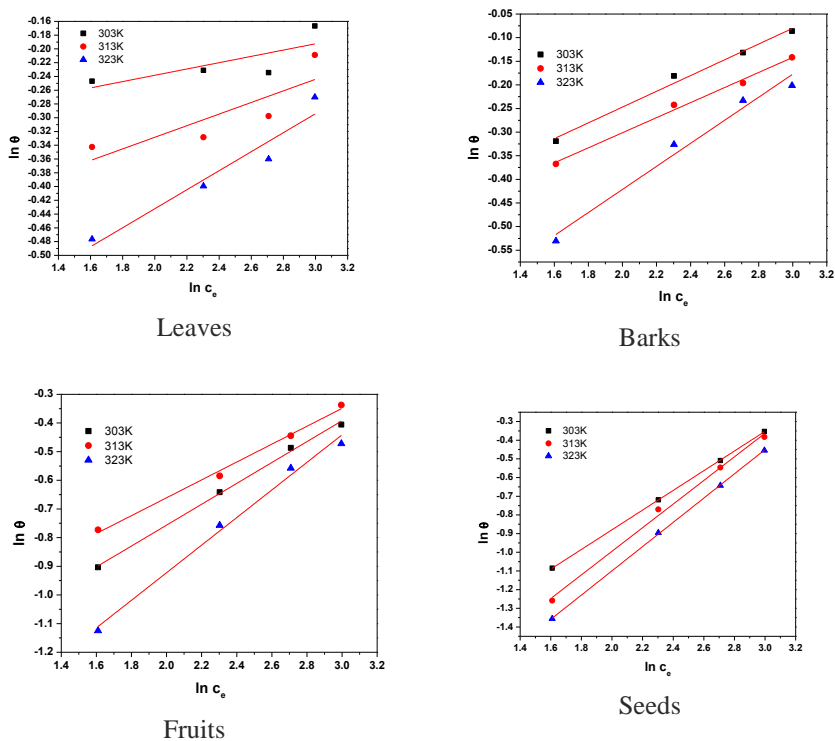 -0.16
-0.18
-0.20
-0.22
-0.24
-0.26
-0.28
-0.30
-0.32
-0.34
-0.36
-0.38
-0.40
-0.42
-0.44
-0.46
-0.48
-0.50
ln θ
303K
313K
323K
1.4 1.6 1.8 2.0 2.2 2.4 2.6 2.8 3.0 3.2
ln cₑ
Leaves
-0.05
-0.10
-0.15
-0.20
-0.25
-0.30
-0.35
-0.40
-0.45
-0.50
-0.55
ln θ
303K
313K
323K
1.4 1.6 1.8 2.0 2.2 2.4 2.6 2.8 3.0 3.2
ln cₑ
Barks
-0.3
-0.4
-0.5
-0.6
-0.7
-0.8
-0.9
-1.0
-1.1
-1.2
ln θ
303K
313K
323K
1.4 1.6 1.8 2.0 2.2 2.4 2.6 2.8 3.0 3.2
ln cₑ
Fruits
-0.3
-0.4
-0.5
-0.6
-0.7
-0.8
-0.9
-1.0
-1.1
-1.2
-1.3
-1.4
ln θ
303K
313K
323K
1.4 1.6 1.8 2.0 2.2 2.4 2.6 2.8 3.0 3.2
ln cₑ
Seeds